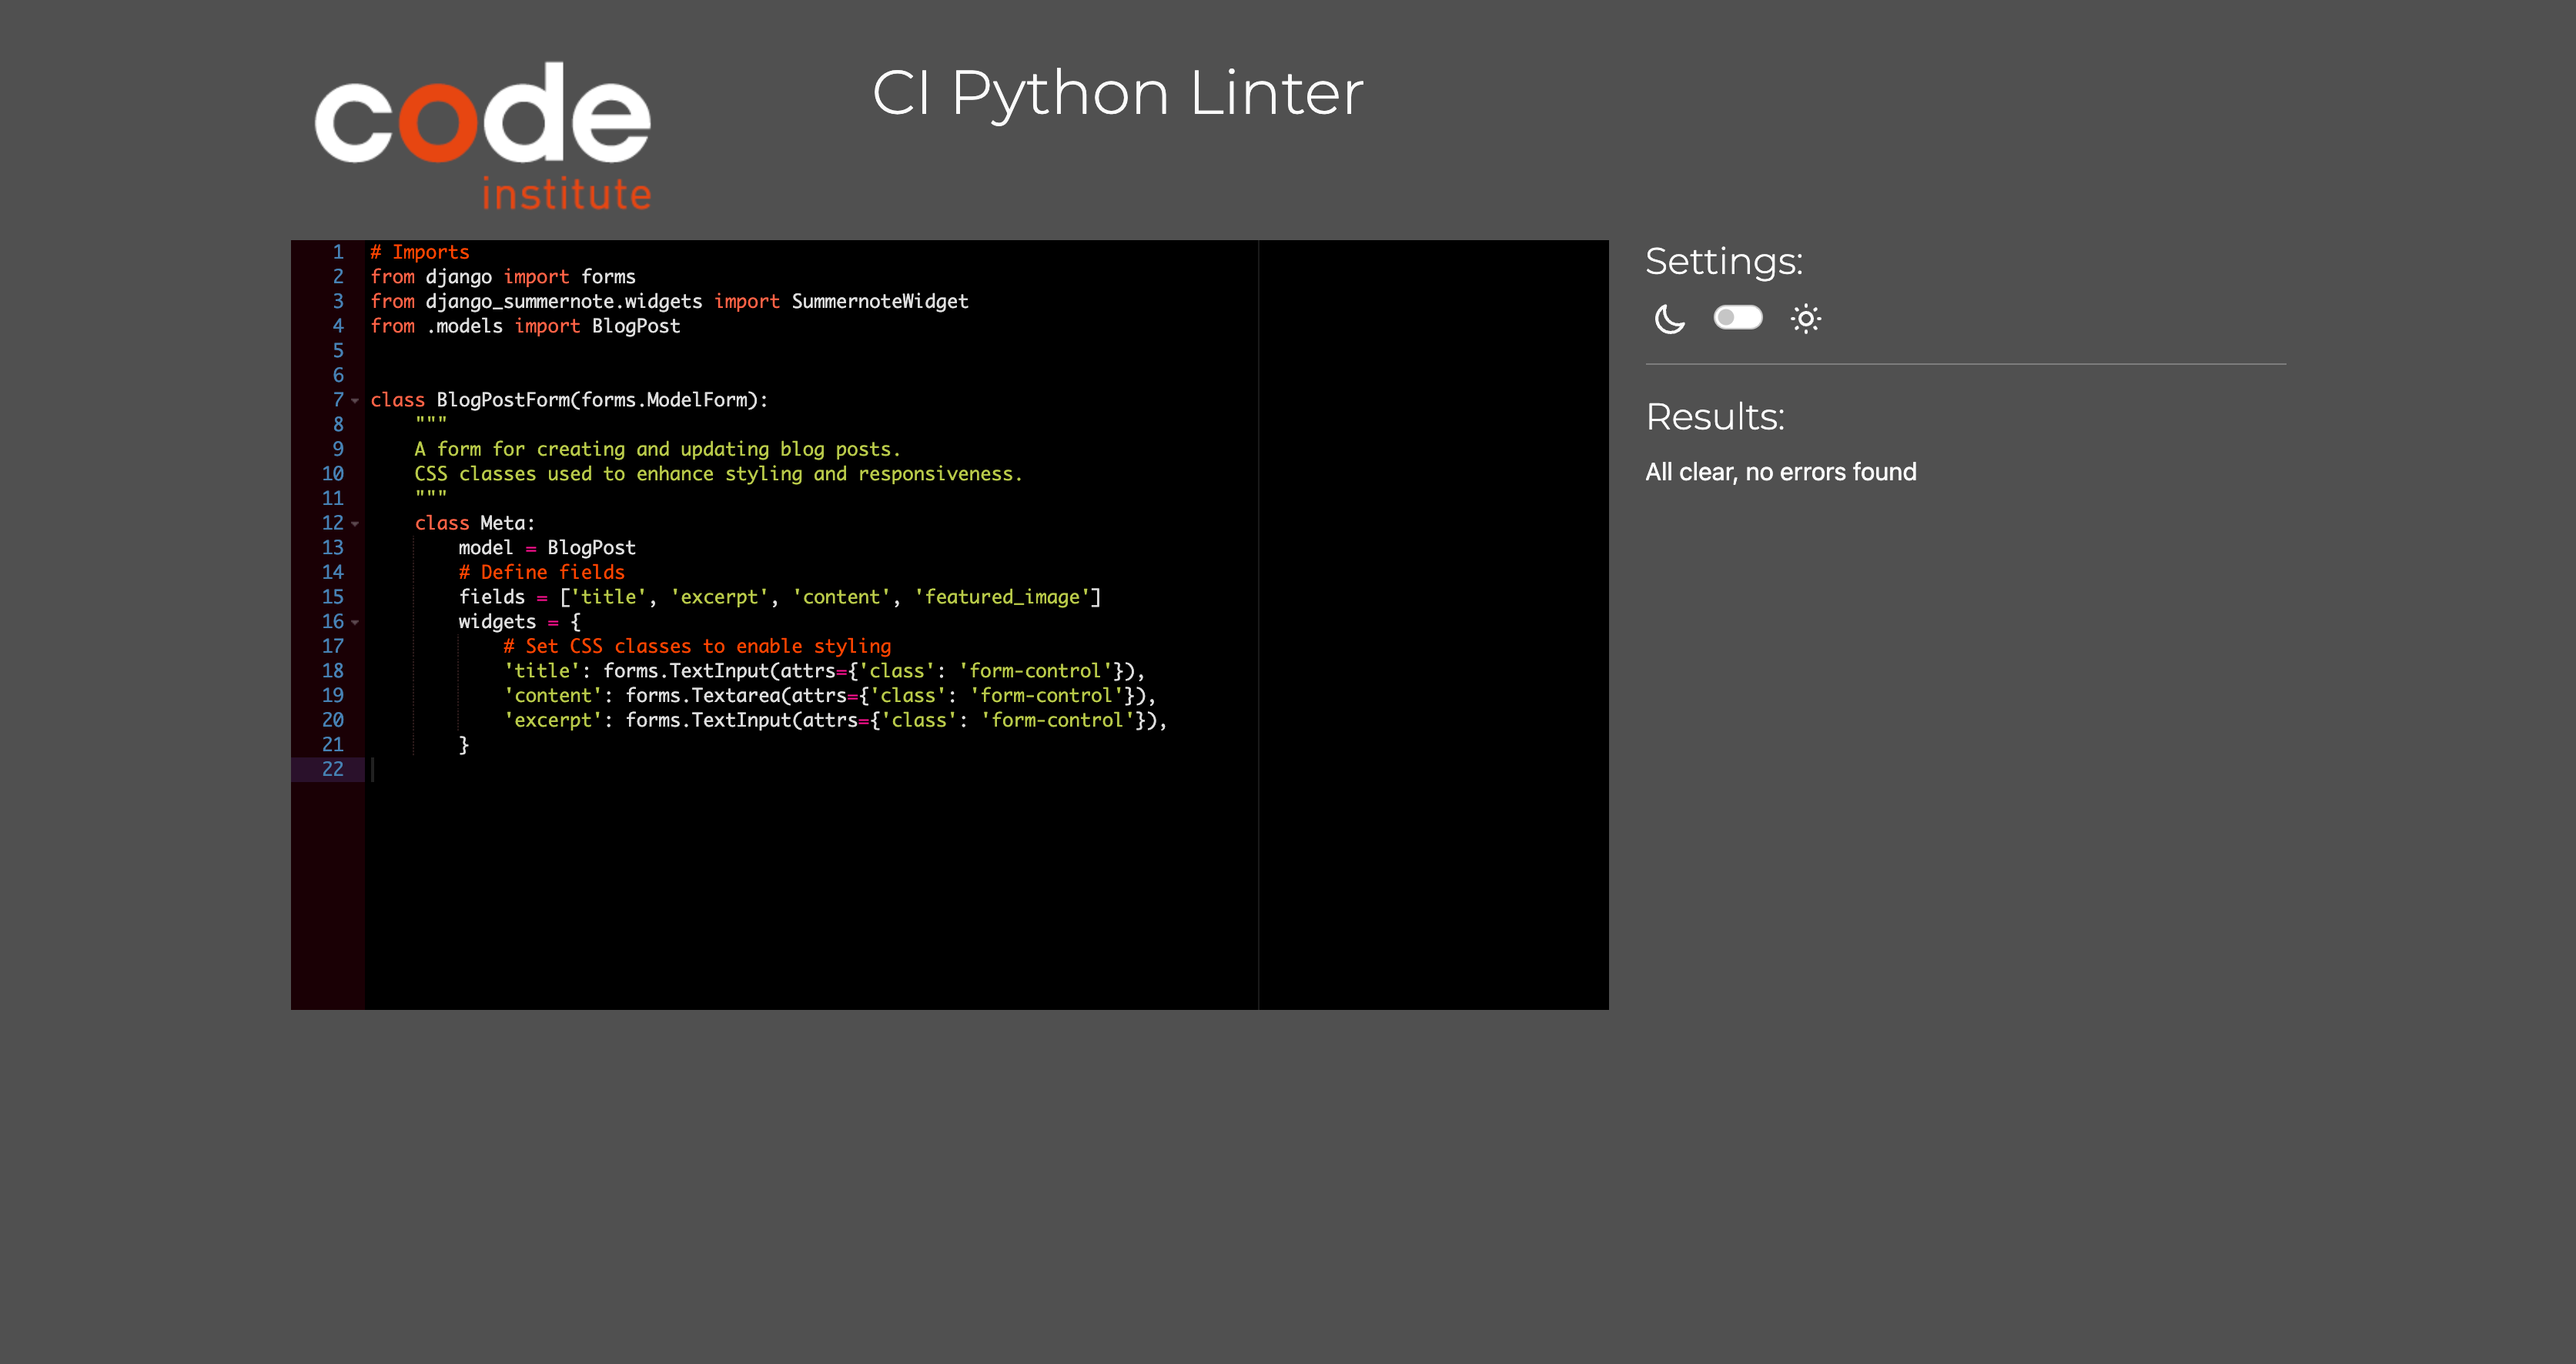 code
institute
CI Python Linter
1 # Imports
2 from django import forms
3 from django_summernote.widgets import SummernoteWidget
4 from .models import BlogPost
5
6
7 class BlogPostForm(forms.ModelForm):
8     """
9     A form for creating and updating blog posts.
10     CSS classes used to enhance styling and responsiveness.
11     """
12     class Meta:
13         model = BlogPost
14         # Define fields
15         fields = ['title', 'excerpt', 'content', 'featured_image']
16         widgets = {
17             # Set CSS classes to enable styling
18             'title': forms.TextInput(attrs={'class': 'form-control'}),
19             'content': forms.Textarea(attrs={'class': 'form-control'}),
20             'excerpt': forms.TextInput(attrs={'class': 'form-control'}),
21         }
22
Settings:
Results:
All clear, no errors found